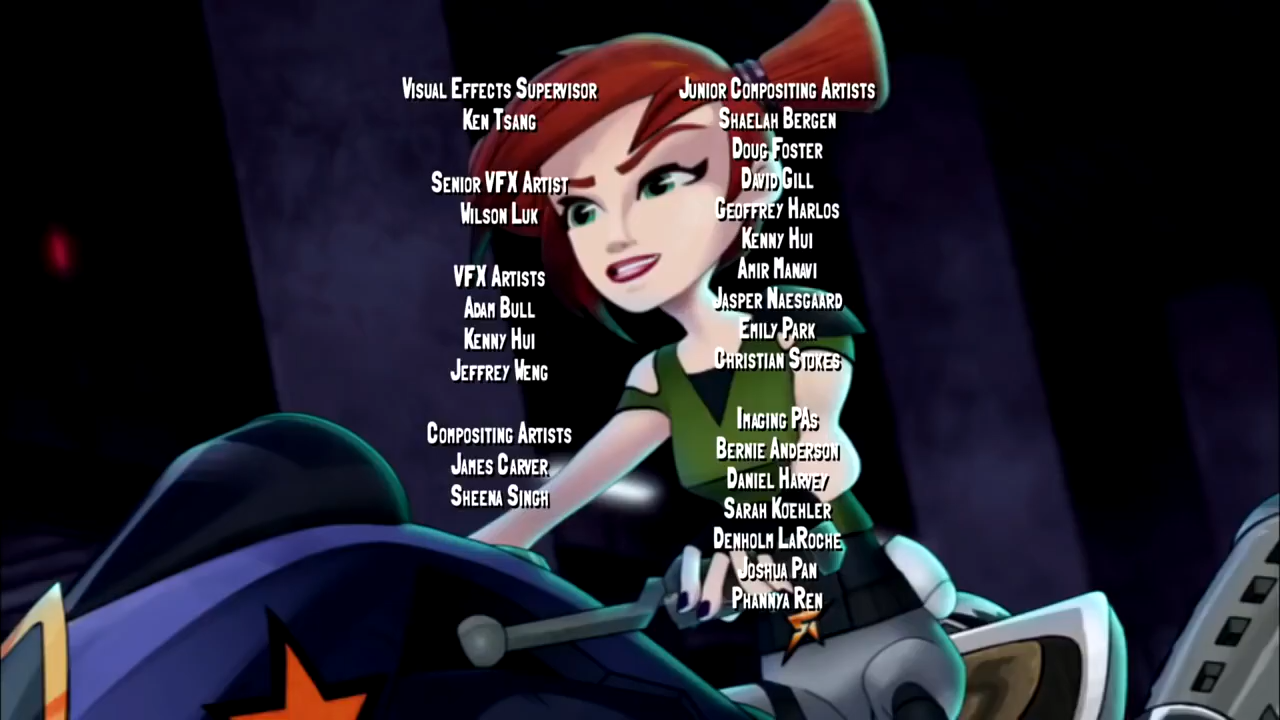 Visual Effects Supervisor
Ken Tsang
Senior VFX Artist
Wilson Luk
VFX Artists
Adam Bull
Kenny Hui
Jeffrey Weng
Compositing Artists
James Carver
Sheena Singh
Junior Compositing Artists
Shaelah Bergen
Doug Foster
David Gill
Geoffrey Harlos
Kenny Hui
Amir Manavi
Jasper Naesgaard
Emily Park
Christian Stokes
Imaging PAs
Bernie Anderson
Daniel Harvey
Sarah Koehler
Denholm LaRoche
Joshua Pan
Phannya Ren